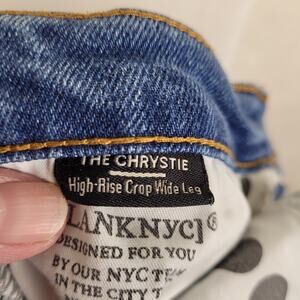 THE CHRYSTIE
High-Rise Crop Wide Leg
LANKNYC]®
DESIGNED FOR YOU
BY OUR NYC
IN THE CITY T